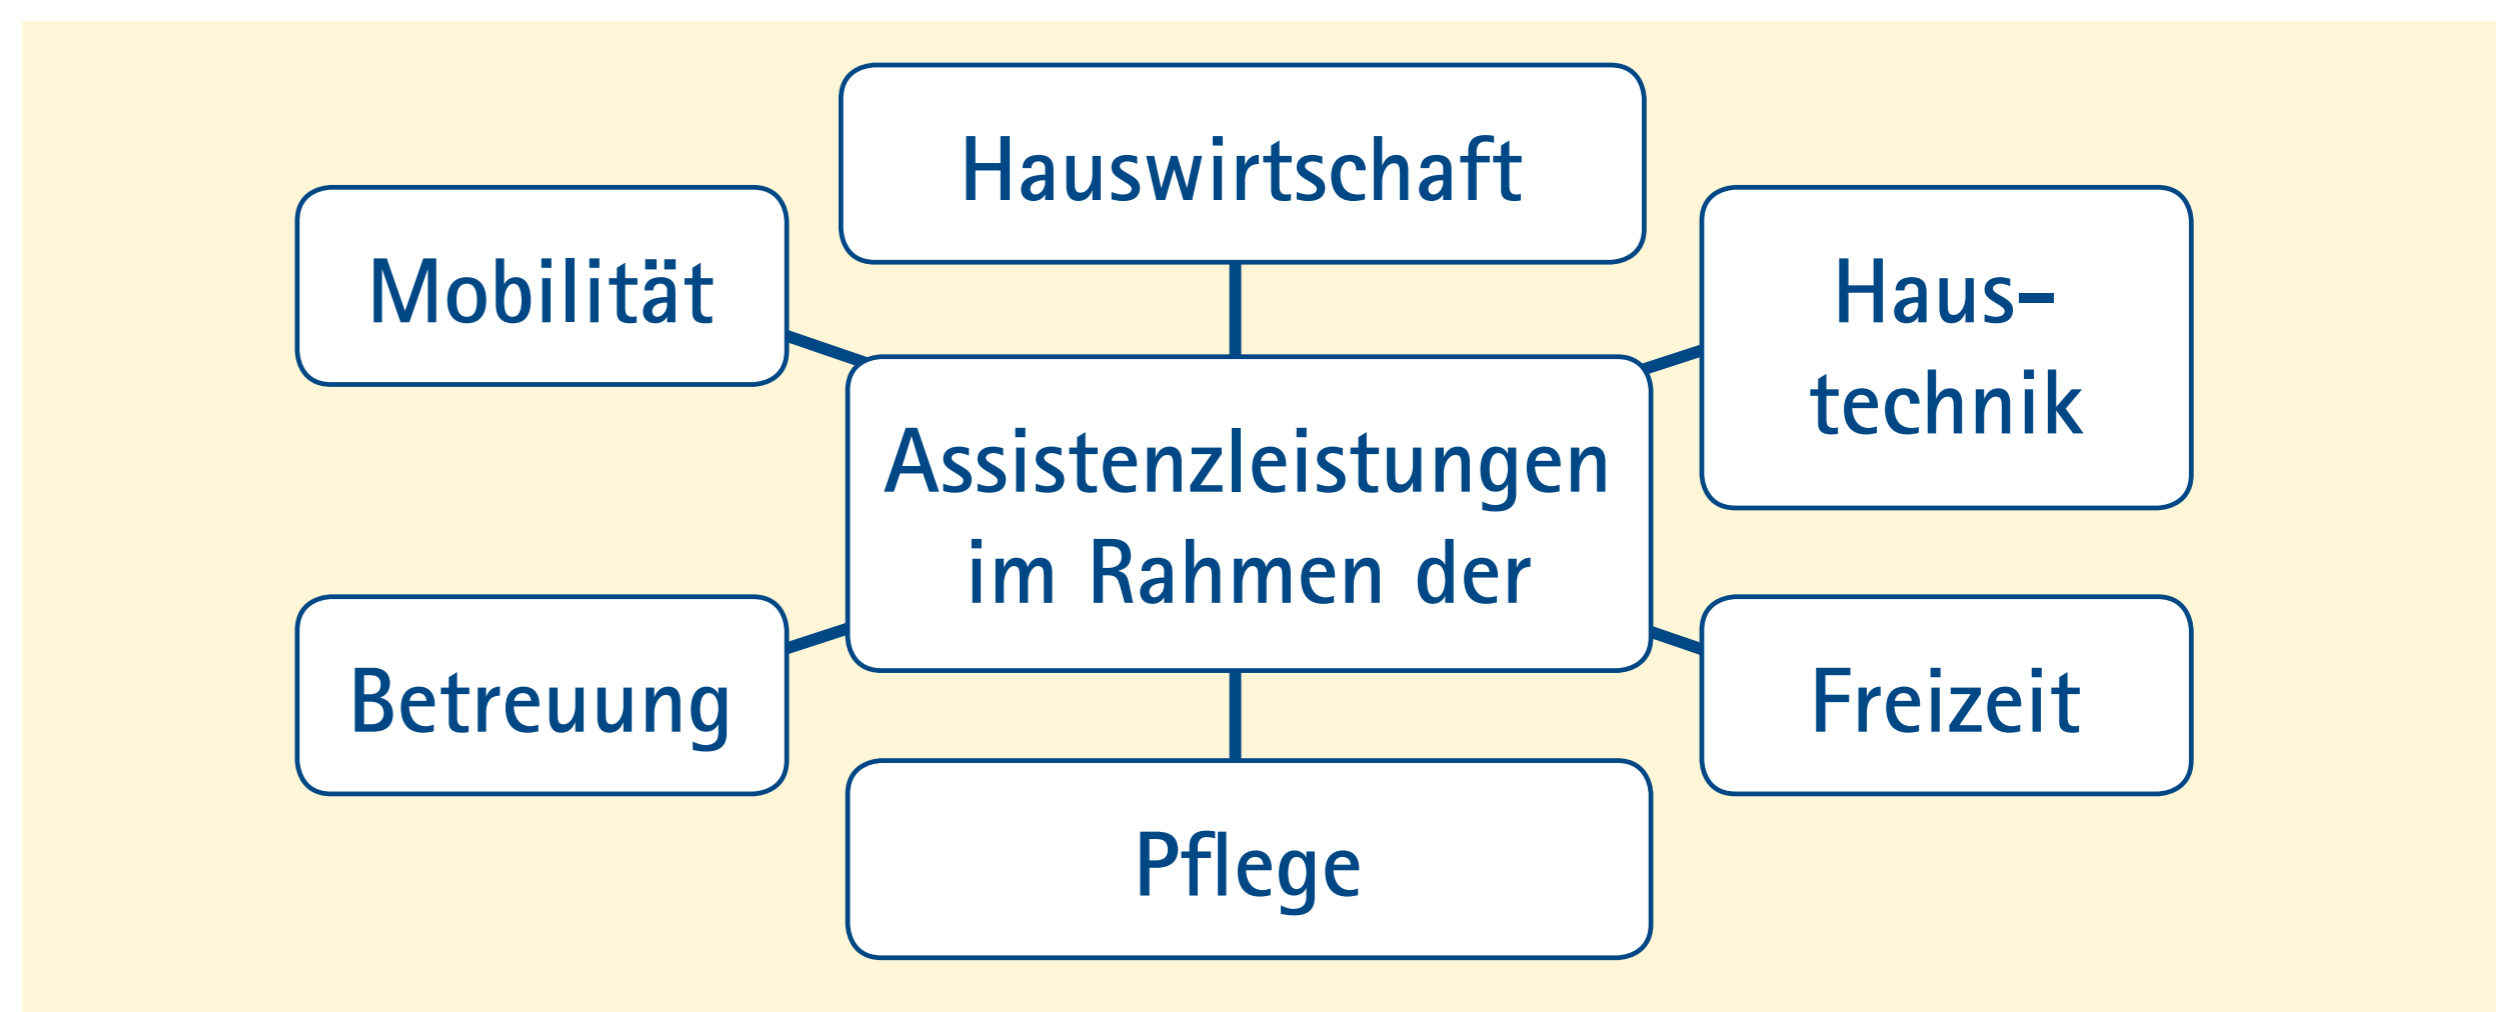 Hauswirtschaft
Mobilität
Haus-
technik
Assistenzleistungen
im Rahmen der
Betreuung
Freizeit
Pflege